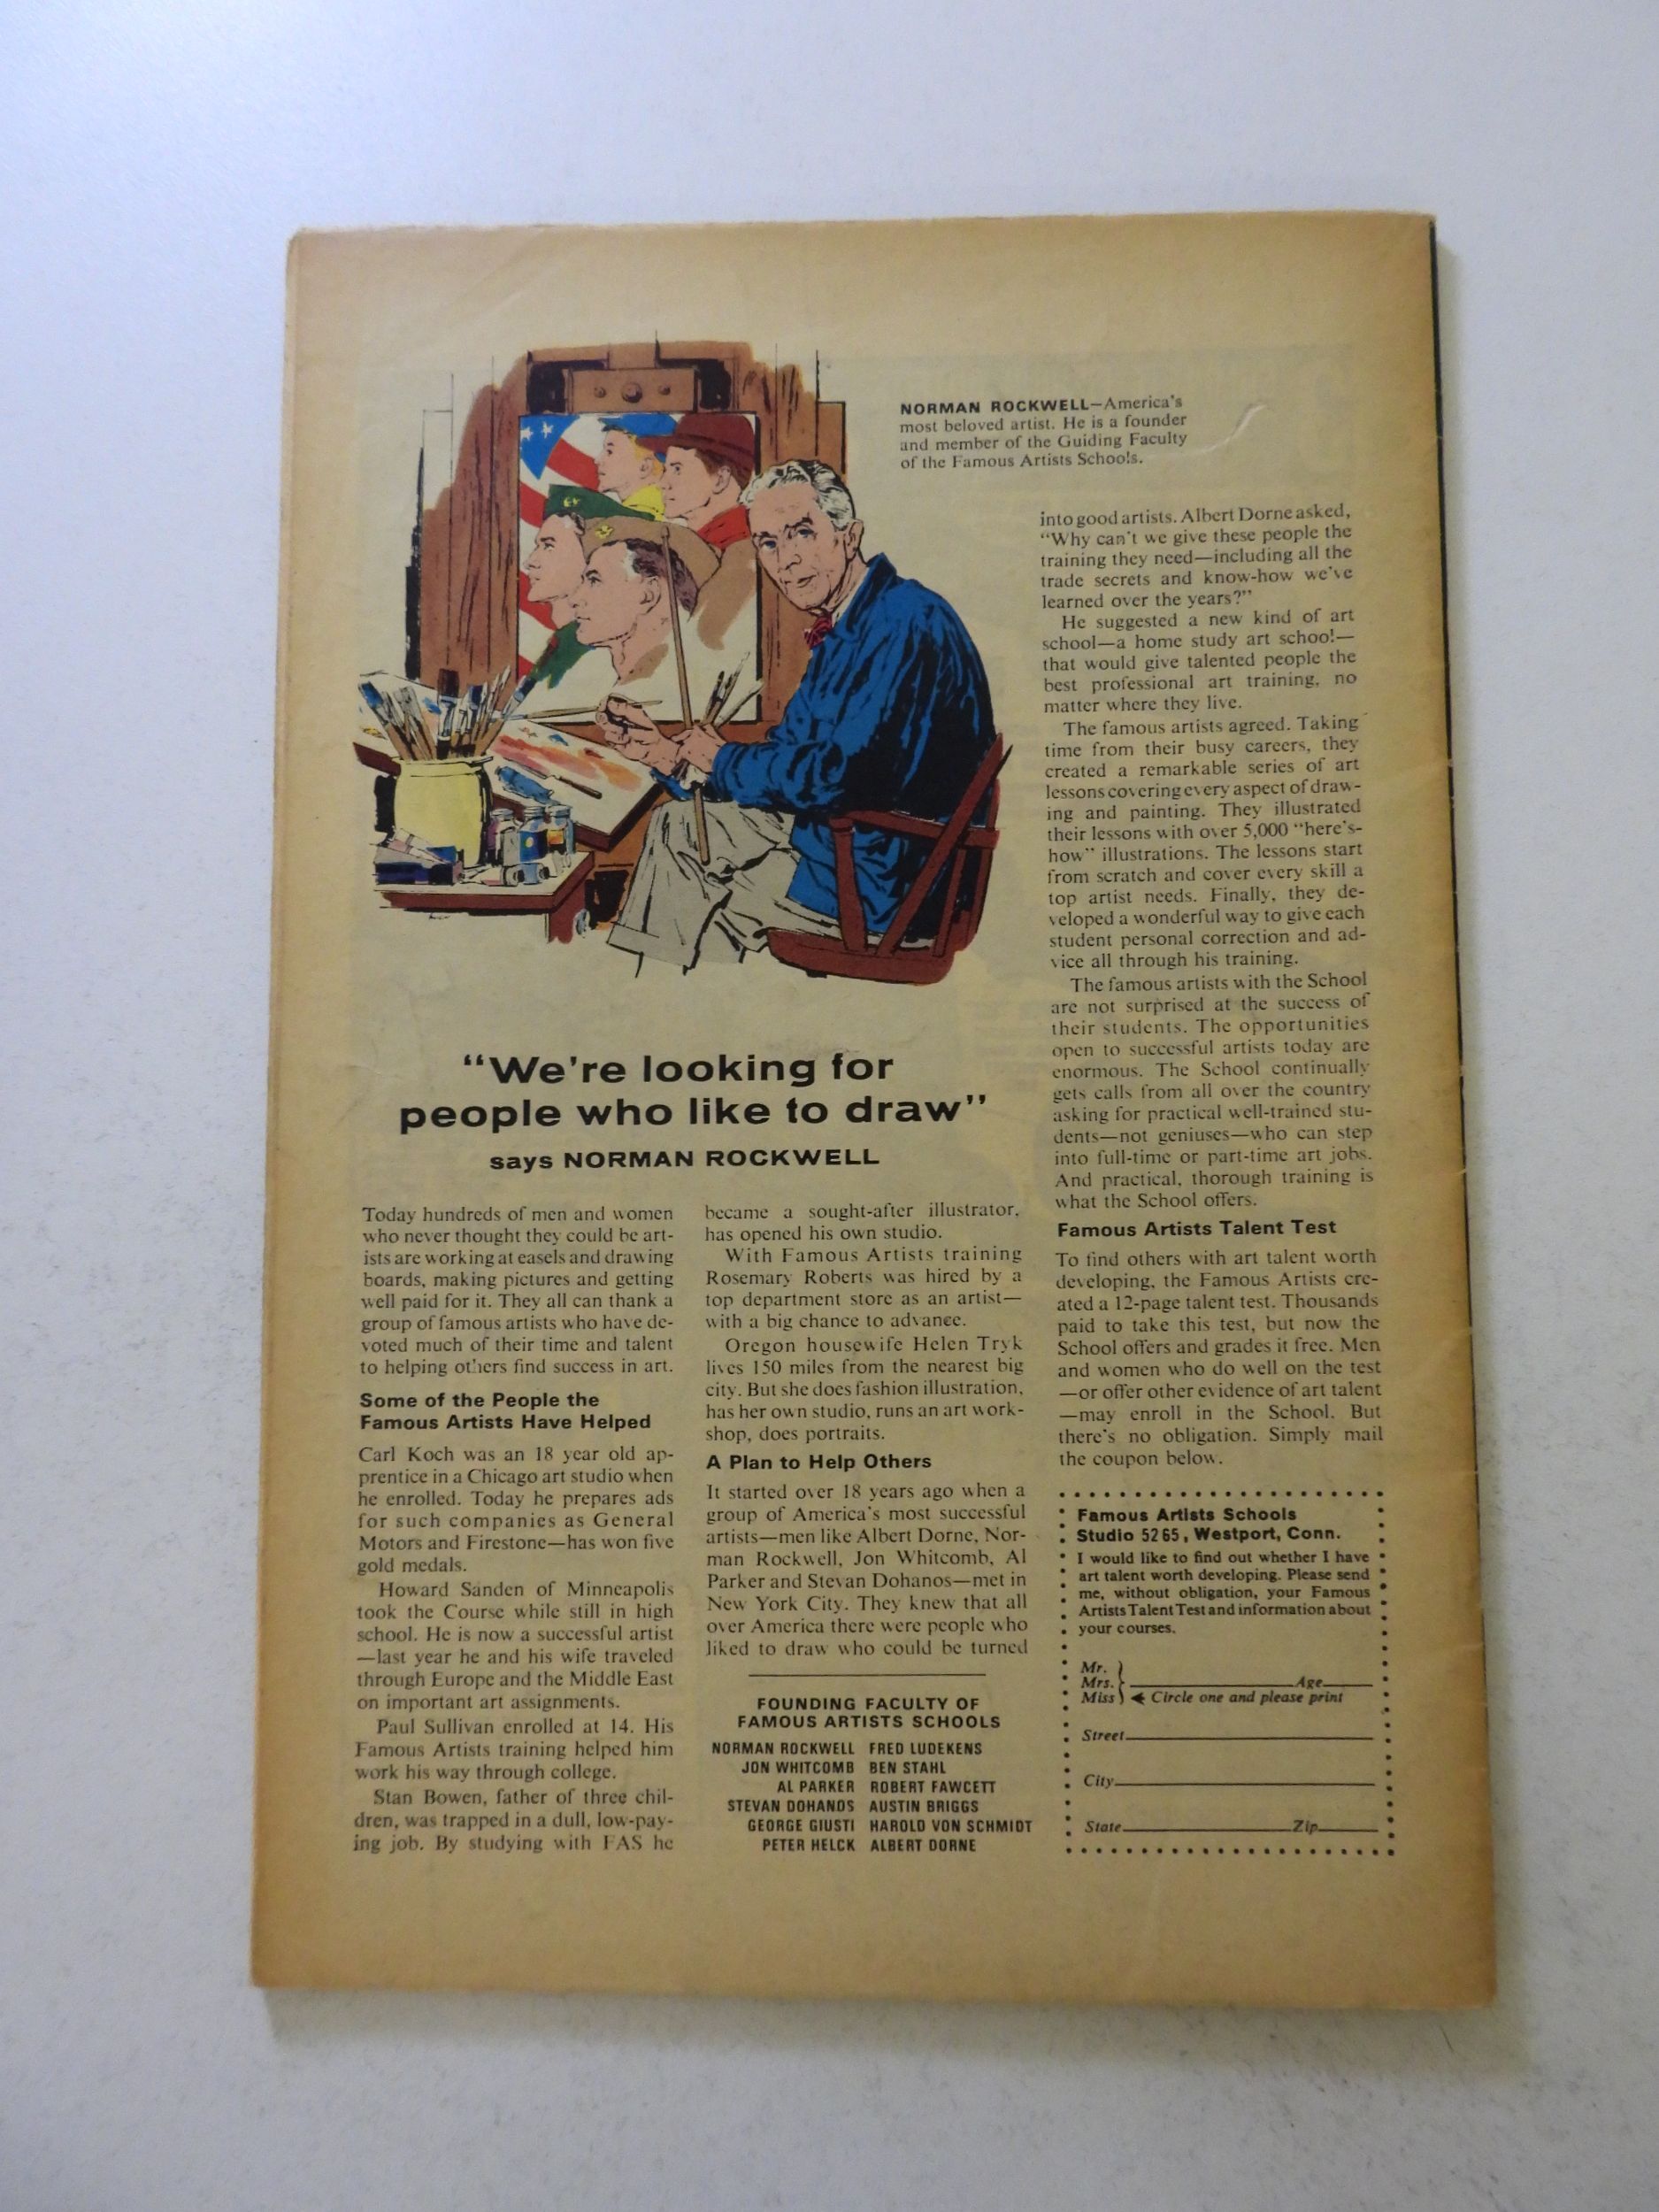 NORMAN ROCKWELL—America's
most beloved artist. He is a founder
and member of the Guiding Faculty
of the Famous Artists Schools.
"We're looking for
people who like to draw"
says NORMAN ROCKWELL
Today hundreds of men and women
who never thought they could be art-
ists are working at easels and drawing
boards, making pictures and getting
well paid for it. They all can thank a
group of famous artists who have de-
voted much of their time and talent
to helping others find success in art.
Some of the People the
Famous Artists Have Helped
Carl Koch was an 18 year old ap-
prentice in a Chicago art studio when
he enrolled. Today he prepares ads
for such companies as General
Motors and Firestone—has won five
gold medals.
Howard Sanden of Minneapolis
took the Course while still in high
school. He is now a successful artist
—last year he and his wife traveled
through Europe and the Middle East
on important art assignments.
Paul Sullivan enrolled at 14. His
Famous Artists training helped him
work his way through college.
Stan Bowen, father of three chil-
dren, was trapped in a dull, low-pay-
ing job. By studying with FAS he
became a sought-after illustrator,
has opened his own studio.
With Famous Artists training
Rosemary Roberts was hired by a
top department store as an artist—
with a big chance to advance.
Oregon housewife Helen Tryk
lives 150 miles from the nearest big
city. But she does fashion illustration,
has her own studio, runs an art work-
shop, does portraits.
A Plan to Help Others
It started over 18 years ago when a
group of America's most successful
artists—men like Albert Dorne, Nor-
man Rockwell, Jon Whitcomb, Al
Parker and Stevan Dohanos—met in
New York City. They knew that all
over America there were people who
liked to draw who could be turned
FOUNDING FACULTY OF
FAMOUS ARTISTS SCHOOLS
NORMAN ROCKWELL FRED LUDEKENS
JON WHITCOMB BEN STAHL
AL PARKER ROBERT FAWCETT
STEVAN DOHANOS AUSTIN BRIGGS
GEORGE GIUSTI HAROLD VON SCHMIDT
PETER HELCK ALBERT DORNE
into good artists. Albert Dorne asked,
"Why can't we give these people the
training they need—including all the
trade secrets and know-how we've
learned over the years?"
He suggested a new kind of art
school—a home study art school—
that would give talented people the
best professional art training, no
matter where they live.
The famous artists agreed. Taking
time from their busy careers, they
created a remarkable series of art
lessons covering every aspect of draw-
ing and painting. They illustrated
their lessons with over 5,000 "here's-
how" illustrations. The lessons start
from scratch and cover every skill a
top artist needs. Finally, they de-
veloped a wonderful way to give each
student personal correction and ad-
vice all through his training.
The famous artists with the School
are not surprised at the success of
their students. The opportunities
open to successful artists today are
enormous. The School continually
gets calls from all over the country
asking for practical well-trained stu-
dents—not geniuses—who can step
into full-time or part-time art jobs.
And practical, thorough training is
what the School offers.
Famous Artists Talent Test
To find others with art talent worth
developing, the Famous Artists cre-
ated a 12-page talent test. Thousands
paid to take this test, but now the
School offers and grades it free. Men
and women who do well on the test
—or offer other evidence of art talent
—may enroll in the School. But
there's no obligation. Simply mail
the coupon below.
Famous Artists Schools
Studio 5265, Westport, Conn.
I would like to find out whether I have
art talent worth developing. Please send
me, without obligation, your Famous
Artists Talent Test and information about
your courses.
Mr.
Mrs. Age
Miss Circle one and please print
Street
City
State Zip